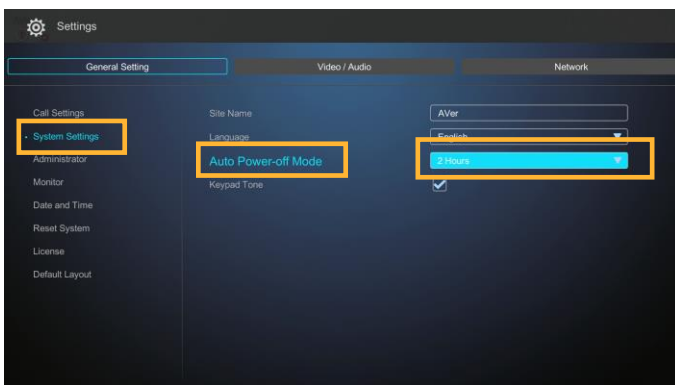 Settings
General Setting Video / Audio Network
Call Settings Site Name AVer
System Settings Language English
Administrator Auto Power-off Mode 2 Hours
Monitor Keypad Tone
Date and Time
Reset System
License
Default Layout